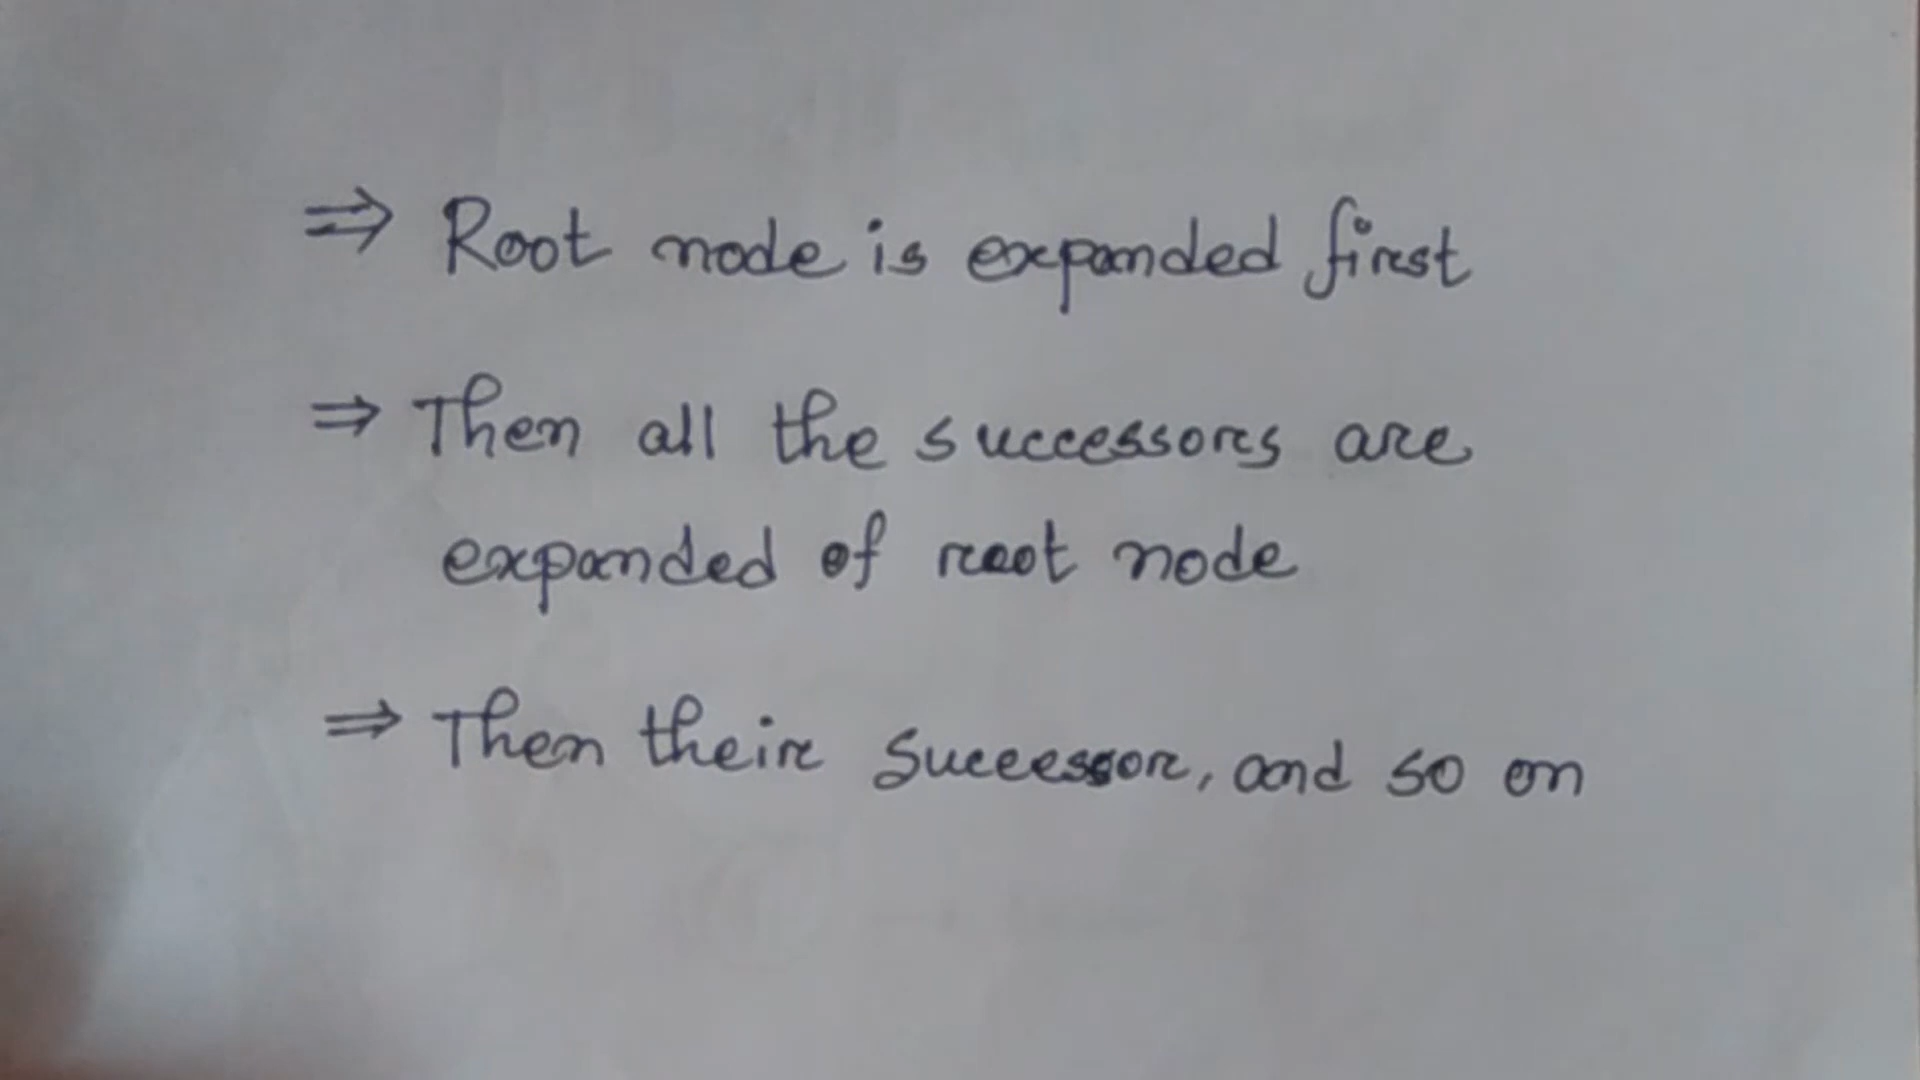 ⇒ Root node is expanded first
⇒ Then all the successors are
expanded of root node
⇒ Then their Successor, and so on